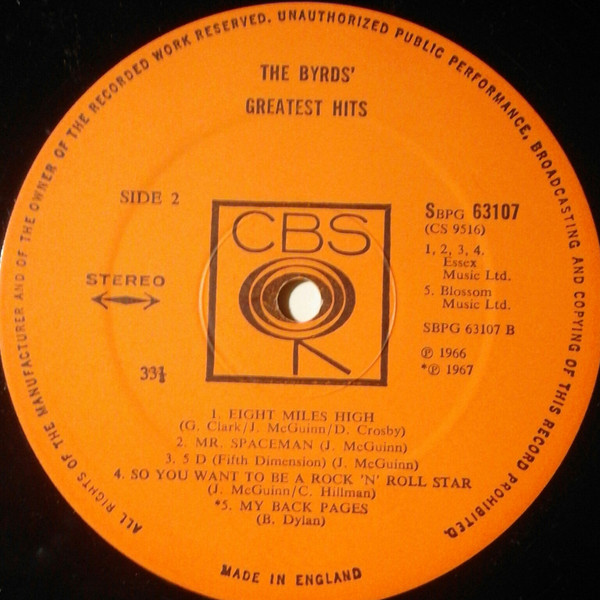 ALL RIGHTS OF THE MANUFACTURER AND OF THE OWNER OF THE RECORDED WORK RESERVED. UNAUTHORIZED PUBLIC PERFORMANCE, BROADCASTING AND COPYING OF THIS RECORD PROHIBITED.
THE BYRDS'
GREATEST HITS
SIDE 2
STEREO
33⅓
CBS
SBPG 63107
(CS 9516)
1, 2, 3, 4.
Essex
Music Ltd.
5. Blossom
Music Ltd.
SBPG 63107 B
℗ 1966
*℗ 1967
1. EIGHT MILES HIGH
(G. Clark/J. McGuinn/D. Crosby)
2. MR. SPACEMAN (J. McGuinn)
3. 5 D (Fifth Dimension) (J. McGuinn)
4. SO YOU WANT TO BE A ROCK 'N' ROLL STAR
(J. McGuinn/C. Hillman)
*5. MY BACK PAGES
(B. Dylan)
MADE IN ENGLAND